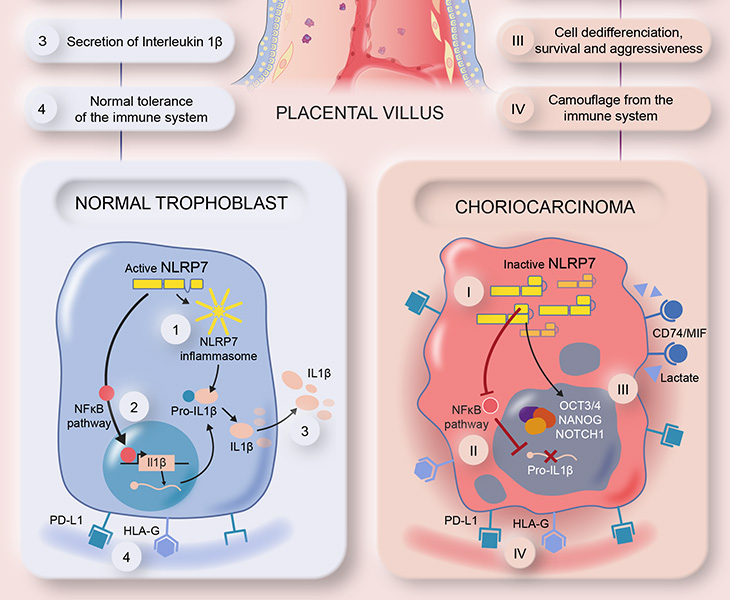 3 Secretion of Interleukin 1β
4 Normal tolerance
of the immune system
III Cell dedifferenciation,
survival and aggressiveness
IV Camouflage from the
immune system
PLACENTAL VILLUS
NORMAL TROPHOBLAST
Active NLRP7
1
NLRP7
inflammasome
NFκB
pathway
2
Pro-IL1β
IL1β
IL1β
3
Il1β
PD-L1
HLA-G
4
CHORIOCARCINOMA
Inactive NLRP7
I
CD74/MIF
Lactate
III
OCT3/4
NANOG
NOTCH1
NFκB
pathway
II
Pro-IL1β
PD-L1
HLA-G
IV